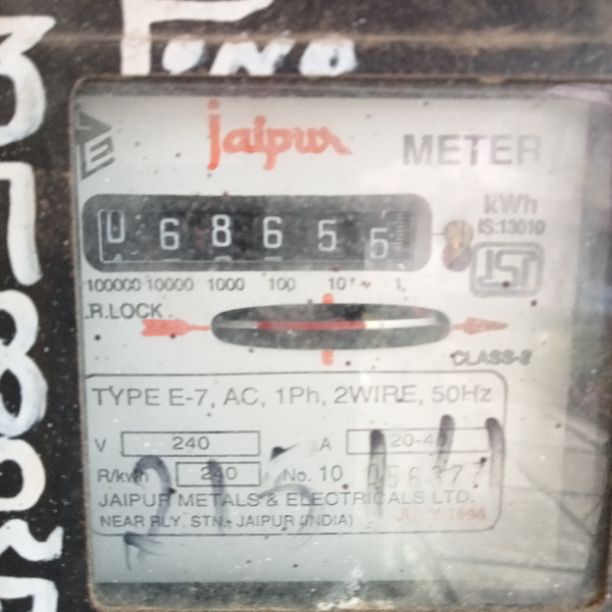 jaipur METER
kWh
IS:13010
0 6 8 6 5 5
100000 10000 1000 100 10 1
R.LOCK
CLASS-2
TYPE E-7, AC, 1Ph, 2WIRE, 50Hz
V 240 A 20-40
R/kwh 240 No. 10 056377
JAIPUR METALS & ELECTRICALS LTD.
NEAR RLY. STN. JAIPUR (INDIA)